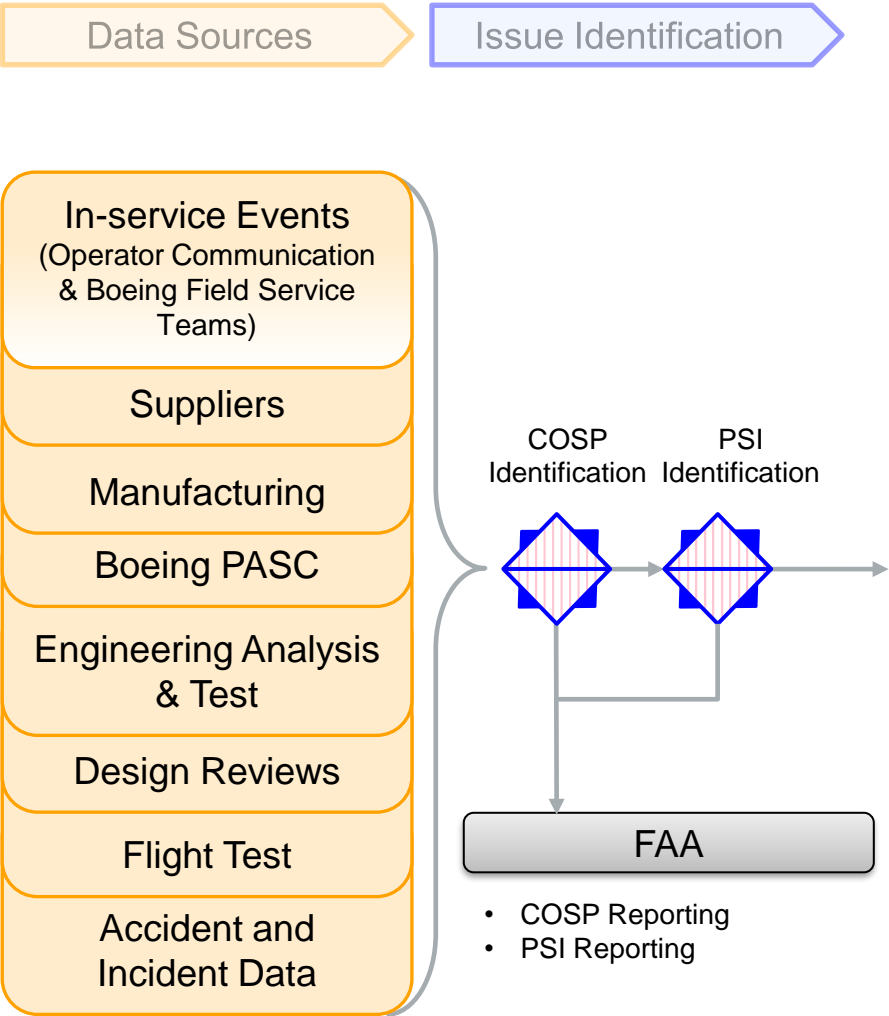 Data Sources
Issue Identification
In-service Events
(Operator Communication
& Boeing Field Service
Teams)
Suppliers
Manufacturing
Boeing PASC
Engineering Analysis
& Test
Design Reviews
Flight Test
Accident and
Incident Data
COSP
Identification
PSI
Identification
FAA
• COSP Reporting
• PSI Reporting